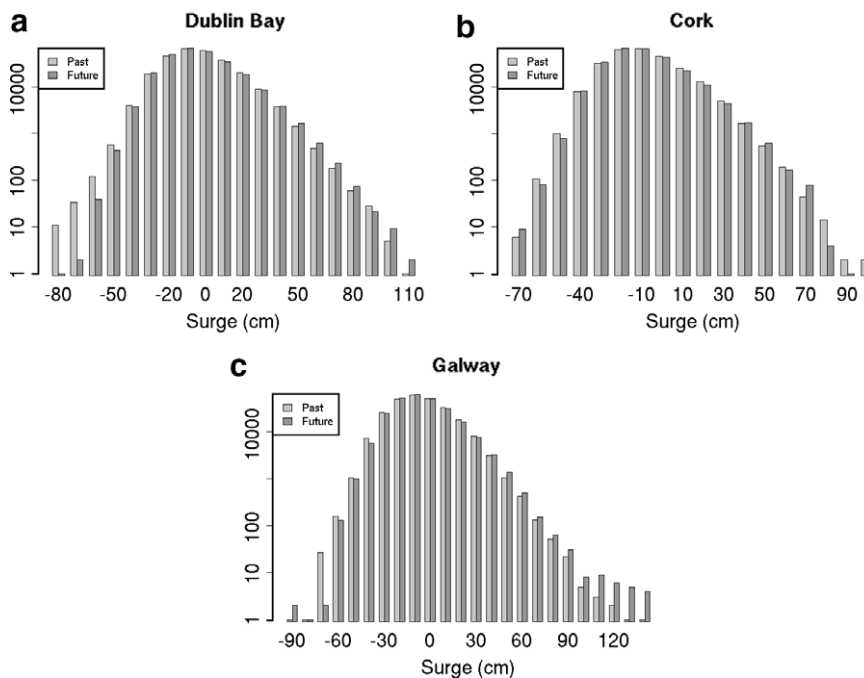 a
Dublin Bay
Past
Future
10000
100
10
1
-80 -50 -20 0 20 50 80 110
Surge (cm)
b
Cork
Past
Future
10000
100
10
1
-70 -40 -10 10 30 50 70 90
Surge (cm)
c
Galway
Past
Future
10000
100
10
1
-90 -60 -30 0 30 60 90 120
Surge (cm)